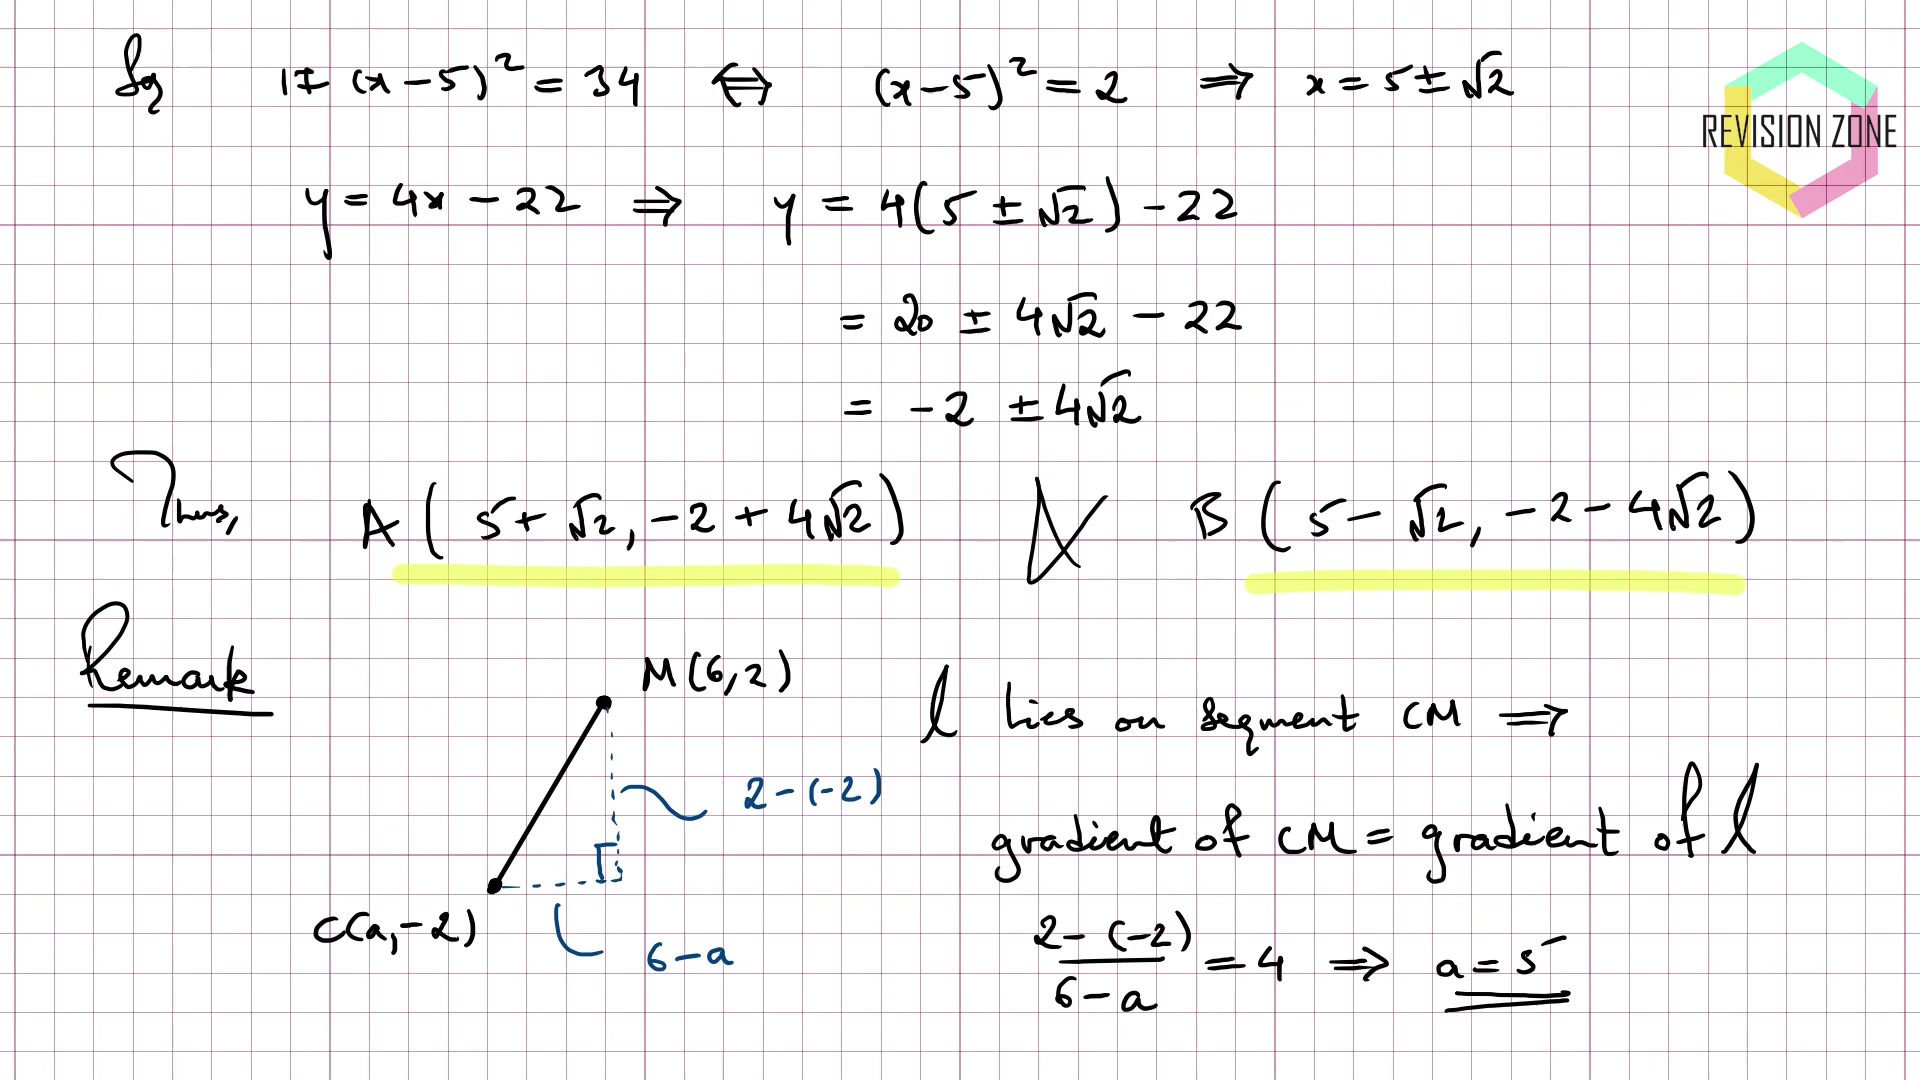 So 17(x-5)² = 34 ⇔ (x-5)² = 2 ⇒ x = 5 ± √2
REVISION ZONE
y = 4x - 22 ⇒ y = 4(5 ± √2) - 22
= 20 ± 4√2 - 22
= -2 ± 4√2
Thus, A(5+√2, -2+4√2) & B(5-√2, -2-4√2)
Remark
M(6,2)
l lies on segment CM ⇒
2-(-2)
gradient of CM = gradient of l
C(a,-2)
6-a
2-(-2)/6-a = 4 ⇒ a = 5